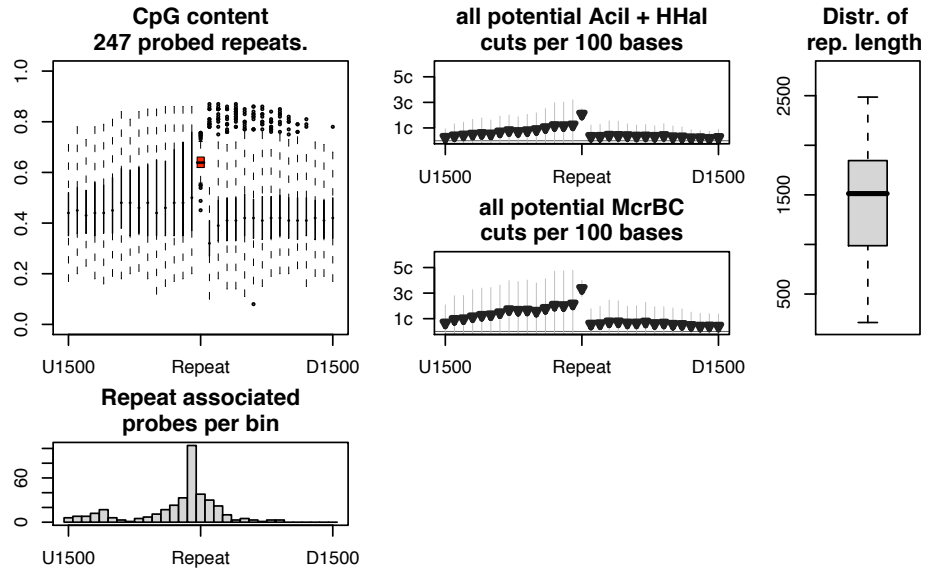 CpG content
247 probed repeats.
1.0
0.8
0.6
0.4
0.2
0.0
U1500 Repeat D1500
all potential AciI + HHaI
cuts per 100 bases
5c
3c
1c
U1500 Repeat D1500
all potential McrBC
cuts per 100 bases
5c
3c
1c
U1500 Repeat D1500
Distr. of
rep. length
2500
1500
500
Repeat associated
probes per bin
60
0
U1500 Repeat D1500